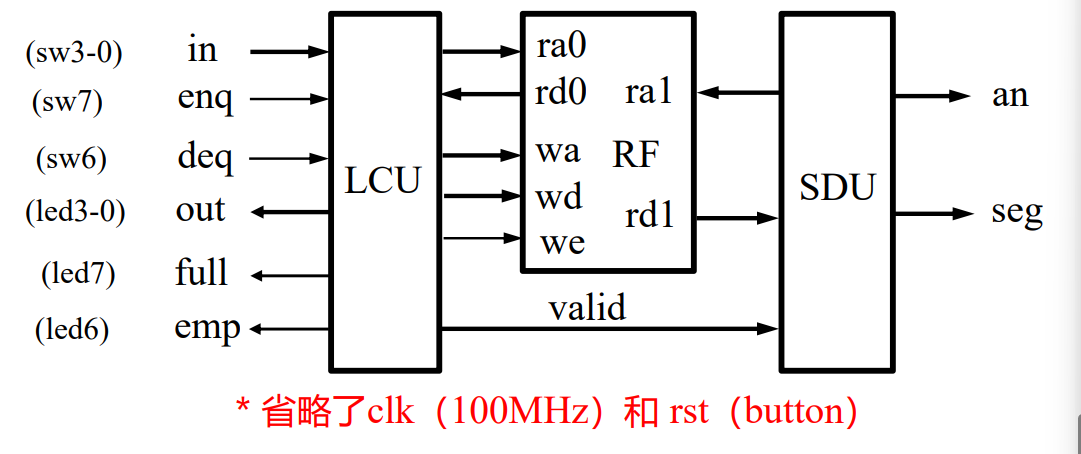 (sw3-0) in ra0
(sw7) enq rd0 ra1 an
(sw6) deq wa RF
LCU SDU
(led3-0) out wd rd1 seg
we
(led7) full
valid
(led6) emp
* 省略了clk（100MHz）和 rst（button）